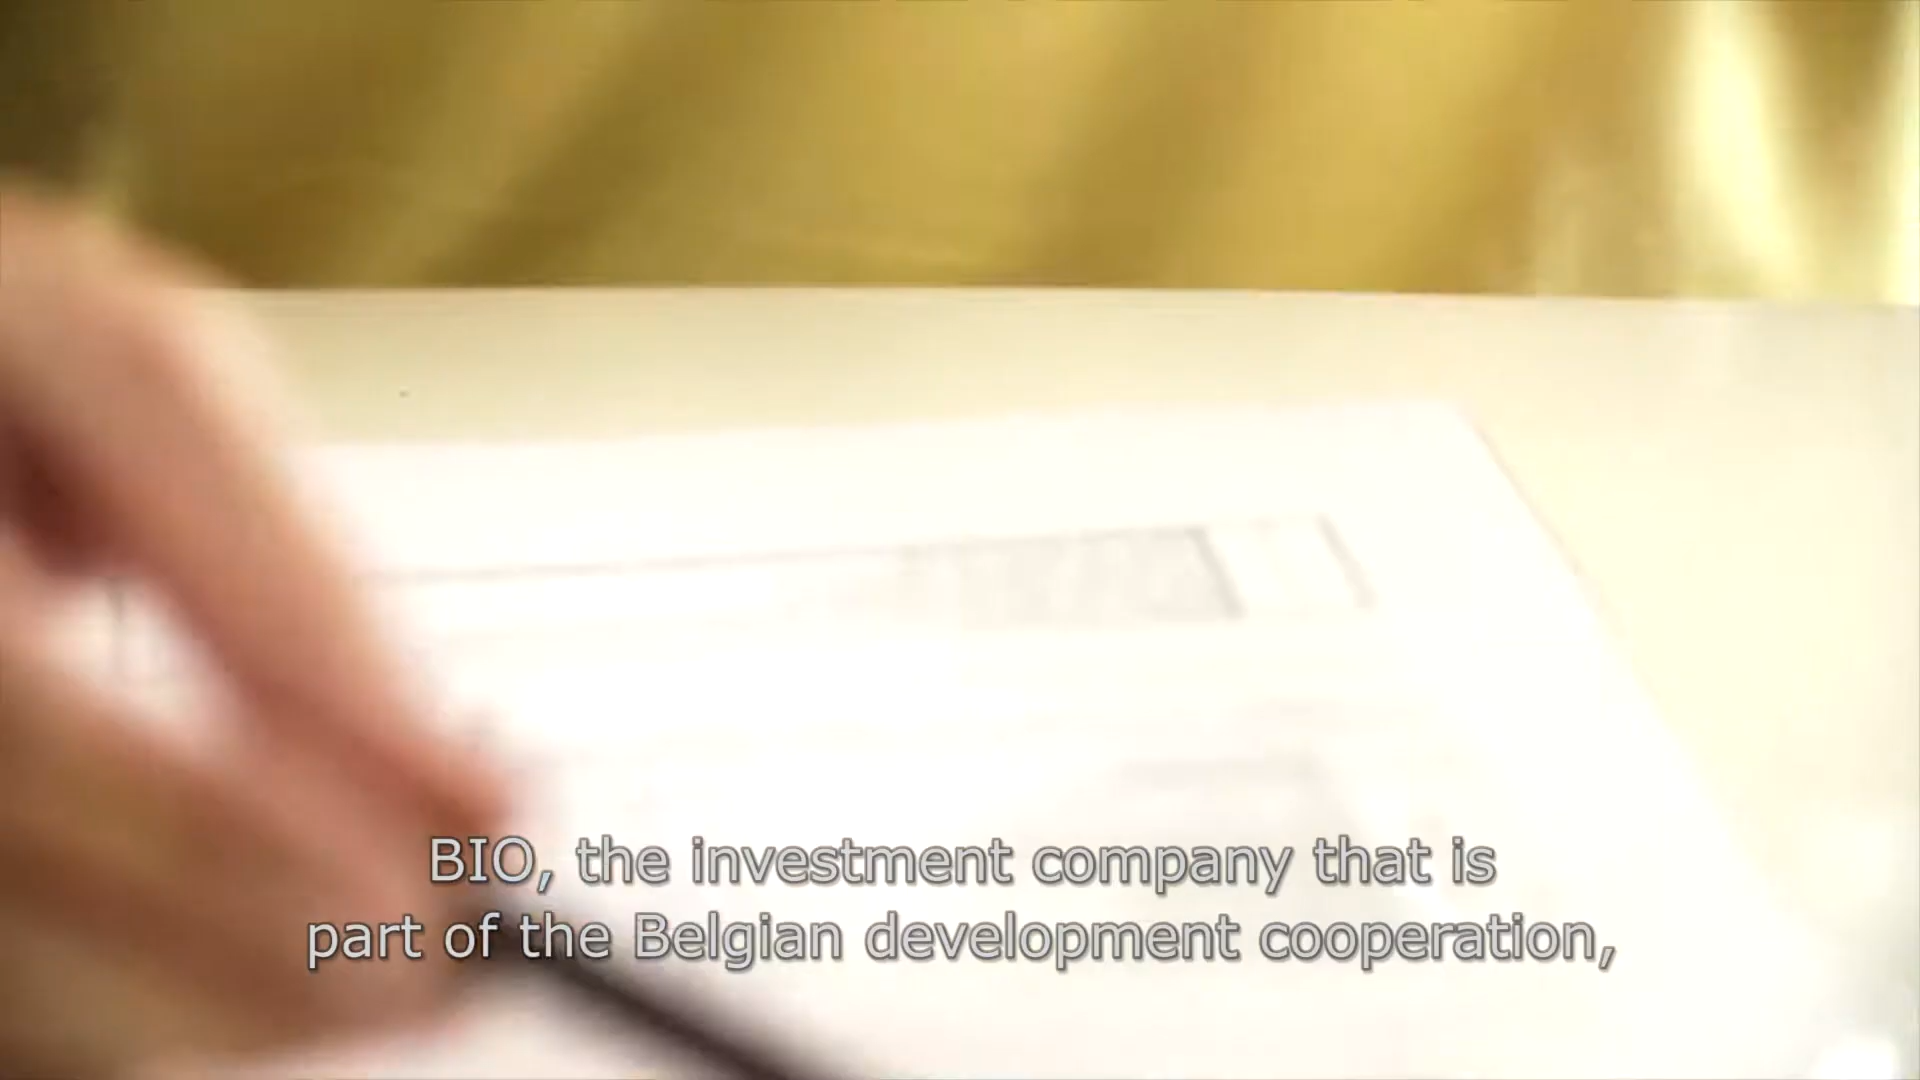 BIO, the investment company that is
part of the Belgian development cooperation,